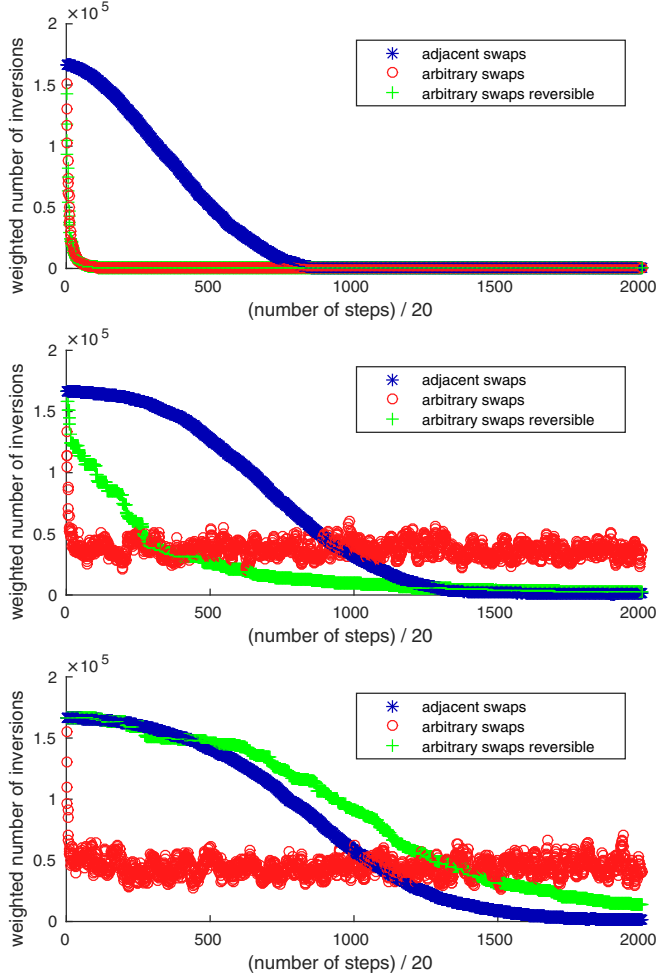 ×10⁵
2
1.5
1
0.5
0
weighted number of inversions
adjacent swaps
arbitrary swaps
arbitrary swaps reversible
0 500 1000 1500 2000
(number of steps) / 20
×10⁵
2
1.5
1
0.5
0
weighted number of inversions
adjacent swaps
arbitrary swaps
arbitrary swaps reversible
0 500 1000 1500 2000
(number of steps) / 20
×10⁵
2
1.5
1
0.5
0
weighted number of inversions
adjacent swaps
arbitrary swaps
arbitrary swaps reversible
0 500 1000 1500 2000
(number of steps) / 20